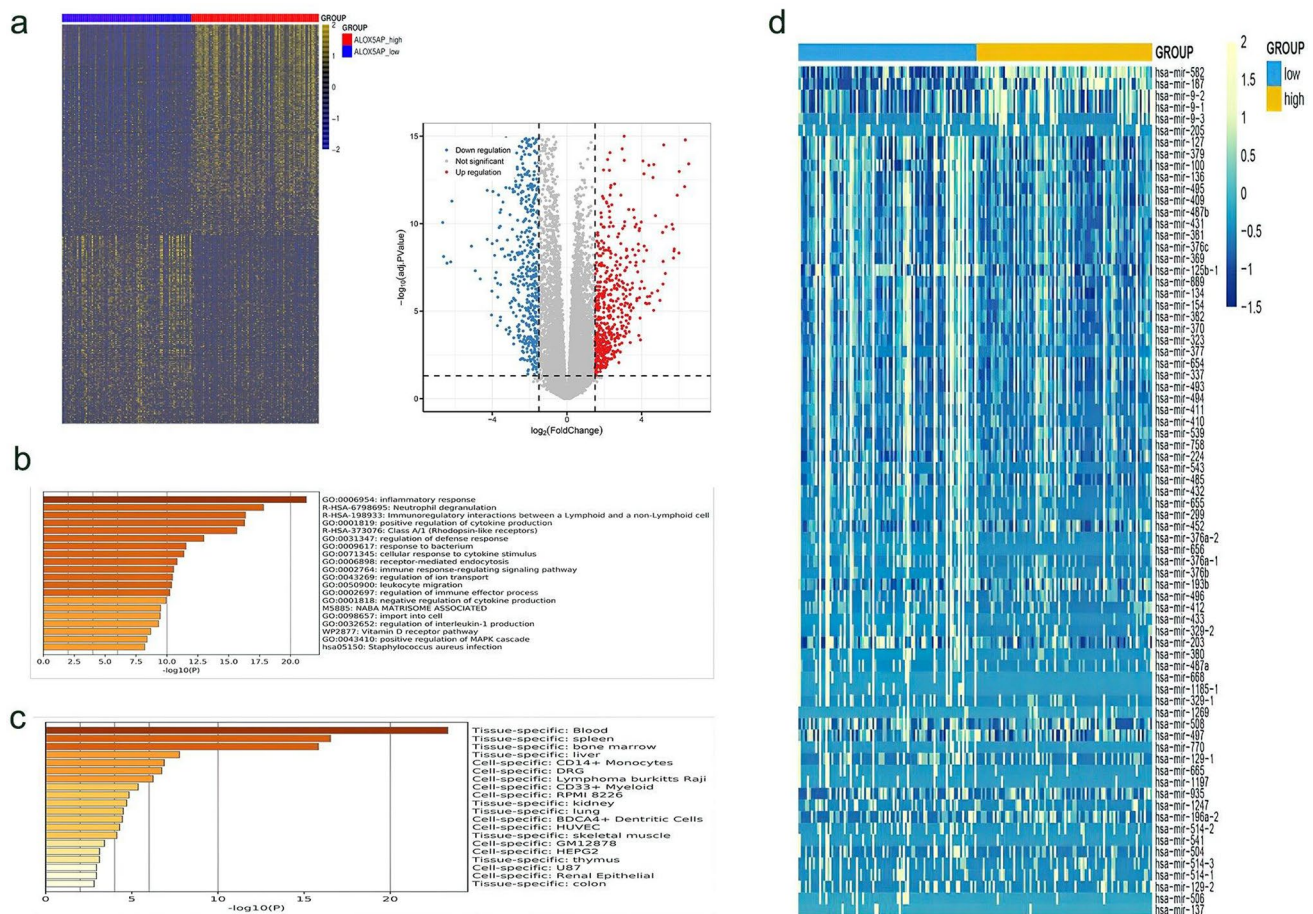 a
GROUP
2
1
0
−1
−2
GROUP
ALOX5AP_high
ALOX5AP_low
Down regulation
Not significant
Up regulation
15
10
5
0
−log10(adj.PValue)
−4
0
4
log2(FoldChange)
b
GO:0006954: inflammatory response
R-HSA-6798695: Neutrophil degranulation
R-HSA-198933: Immunoregulatory interactions between a Lymphoid and a non-Lymphoid cell
GO:0001819: positive regulation of cytokine production
R-HSA-373076: Class A/1 (Rhodopsin-like receptors)
GO:0031347: regulation of defense response
GO:0009617: response to bacterium
GO:0071345: cellular response to cytokine stimulus
GO:0006898: receptor-mediated endocytosis
GO:0002764: immune response-regulating signaling pathway
GO:0043269: regulation of ion transport
GO:0050900: leukocyte migration
GO:0002697: regulation of immune effector process
GO:0001818: negative regulation of cytokine production
M5885: NABA MATRISOME ASSOCIATED
GO:0098657: import into cell
GO:0032652: regulation of interleukin-1 production
WP2877: Vitamin D receptor pathway
GO:0043410: positive regulation of MAPK cascade
hsa05150: Staphylococcus aureus infection
0.0 2.5 5.0 7.5 10.0 12.5 15.0 17.5 20.0
-log10(P)
c
Tissue-specific: Blood
Tissue-specific: spleen
Tissue-specific: bone marrow
Tissue-specific: liver
Cell-specific: CD14+ Monocytes
Cell-specific: DRG
Cell-specific: Lymphoma burkitts Raji
Cell-specific: CD33+ Myeloid
Cell-specific: RPMI 8226
Tissue-specific: kidney
Tissue-specific: lung
Cell-specific: BDCA4+ Dentritic Cells
Cell-specific: HUVEC
Tissue-specific: skeletal muscle
Cell-specific: GM12878
Cell-specific: HEPG2
Tissue-specific: thymus
Cell-specific: U87
Cell-specific: Renal Epithelial
Tissue-specific: colon
0 5 10 15 20
-log10(P)
d
GROUP
hsa-mir-582
hsa-mir-187
hsa-mir-9-2
hsa-mir-9-1
hsa-mir-9-3
hsa-mir-205
hsa-mir-127
hsa-mir-379
hsa-mir-100
hsa-mir-136
hsa-mir-495
hsa-mir-409
hsa-mir-487b
hsa-mir-431
hsa-mir-381
hsa-mir-376c
hsa-mir-369
hsa-mir-125b-1
hsa-mir-889
hsa-mir-134
hsa-mir-154
hsa-mir-382
hsa-mir-370
hsa-mir-323
hsa-mir-377
hsa-mir-654
hsa-mir-337
hsa-mir-493
hsa-mir-494
hsa-mir-411
hsa-mir-410
hsa-mir-539
hsa-mir-758
hsa-mir-224
hsa-mir-543
hsa-mir-485
hsa-mir-432
hsa-mir-655
hsa-mir-299
hsa-mir-452
hsa-mir-376a-2
hsa-mir-656
hsa-mir-376a-1
hsa-mir-376b
hsa-mir-193b
hsa-mir-496
hsa-mir-412
hsa-mir-433
hsa-mir-329-2
hsa-mir-203
hsa-mir-380
hsa-mir-487a
hsa-mir-668
hsa-mir-1185-1
hsa-mir-329-1
hsa-mir-1269
hsa-mir-508
hsa-mir-497
hsa-mir-770
hsa-mir-129-1
hsa-mir-665
hsa-mir-1197
hsa-mir-935
hsa-mir-1247
hsa-mir-196a-2
hsa-mir-514-2
hsa-mir-541
hsa-mir-504
hsa-mir-514-3
hsa-mir-514-1
hsa-mir-129-2
hsa-mir-506
hsa-mir-137
2
1.5
1
0.5
0
−0.5
−1
−1.5
GROUP
low
high